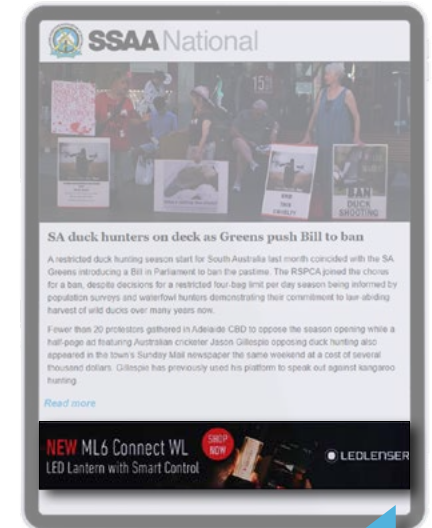 SSAA National
15
BAN
THIS
CRUELTY
BAN
DUCK
SHOOTING
SA duck hunters on deck as Greens push Bill to ban
A restricted duck hunting season start for South Australia last month coincided with the SA
Greens introducing a Bill in Parliament to ban the pastime. The RSPCA joined the chorus
for a ban, despite decisions for a restricted four-bag limit per day season being informed by
population surveys and waterfowl hunters demonstrating their commitment to law-abiding
harvest of wild ducks over many years now.
Fewer than 20 protestors gathered in Adelaide CBD to oppose the season opening while a
half-page ad featuring Australian cricketer Jason Gillespie opposing duck hunting also
appeared in the town's Sunday Mail newspaper the same weekend at a cost of several
thousand dollars. Gillespie has previously used his platform to speak out against kangaroo
hunting.
Read more
NEW ML6 Connect WL
LED Lantern with Smart Control
SHOP
NOW
LEDLENSER